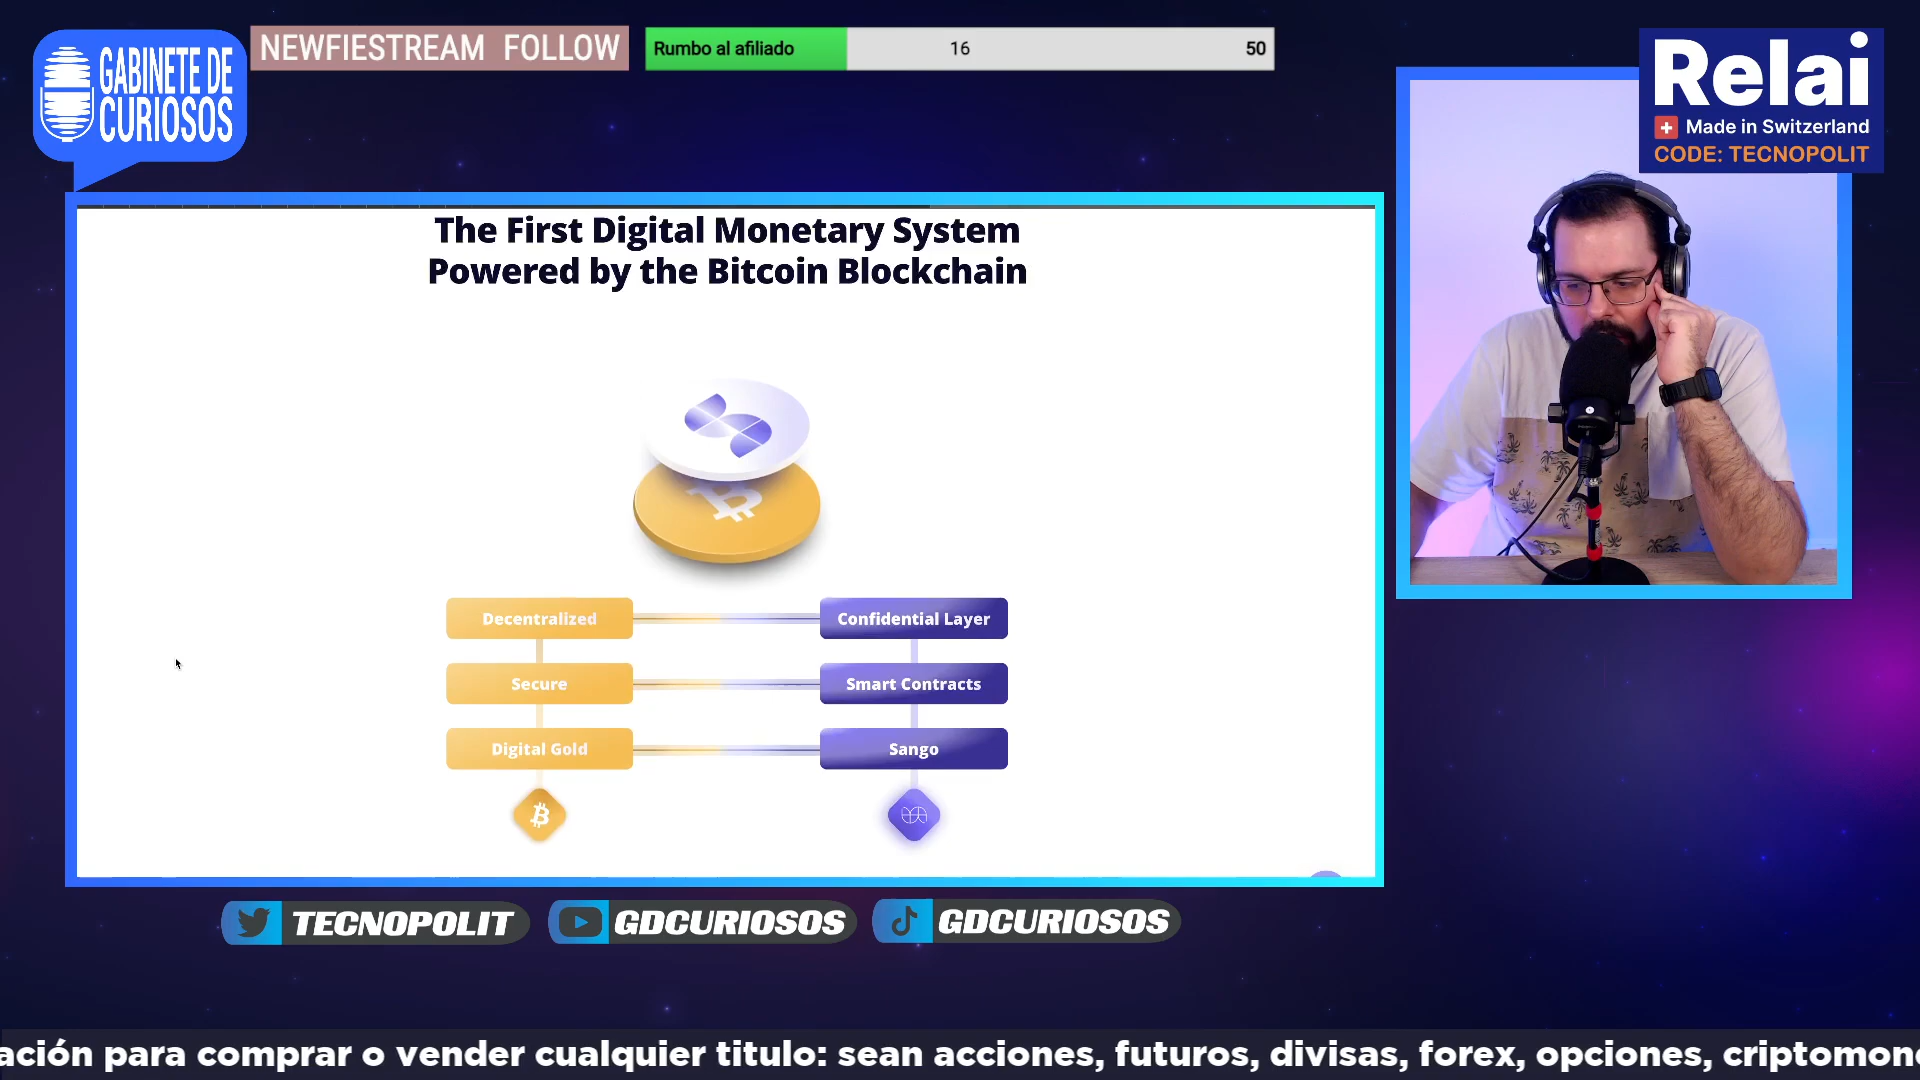 GABINETE DE
CURIOSOS
NEWFIESTREAM FOLLOW
Rumbo al afiliado 16 50
Relai
Made in Switzerland
CODE: TECNOPOLIT
The First Digital Monetary System
Powered by the Bitcoin Blockchain
Decentralized Confidential Layer
Secure Smart Contracts
Digital Gold Sango
TECNOPOLIT GDCURIOSOS GDCURIOSOS
ación para comprar o vender cualquier titulo: sean acciones, futuros, divisas, forex, opciones, criptomon